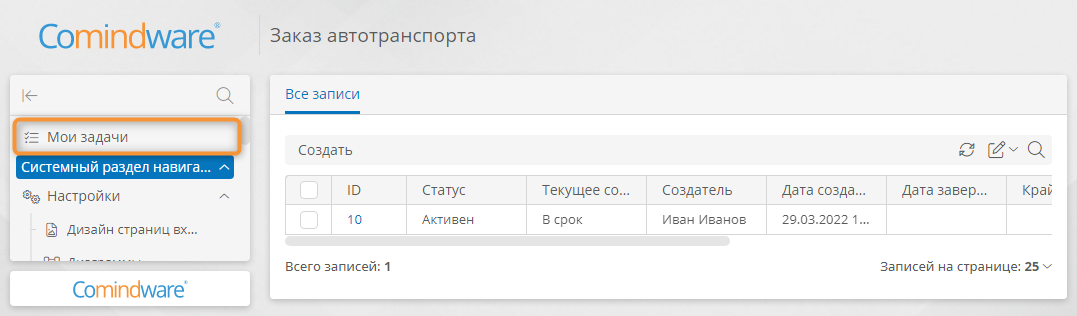 Comindware®
Заказ автотранспорта
Мои задачи
Системный раздел навига...
Настройки
Дизайн страниц вх...
Диаграммы
Comindware®
Все записи
Создать
ID Статус Текущее со... Создатель Дата созда... Дата завер... Край
10 Активен В срок Иван Иванов 29.03.2022 1...
Всего записей: 1
Записей на странице: 25